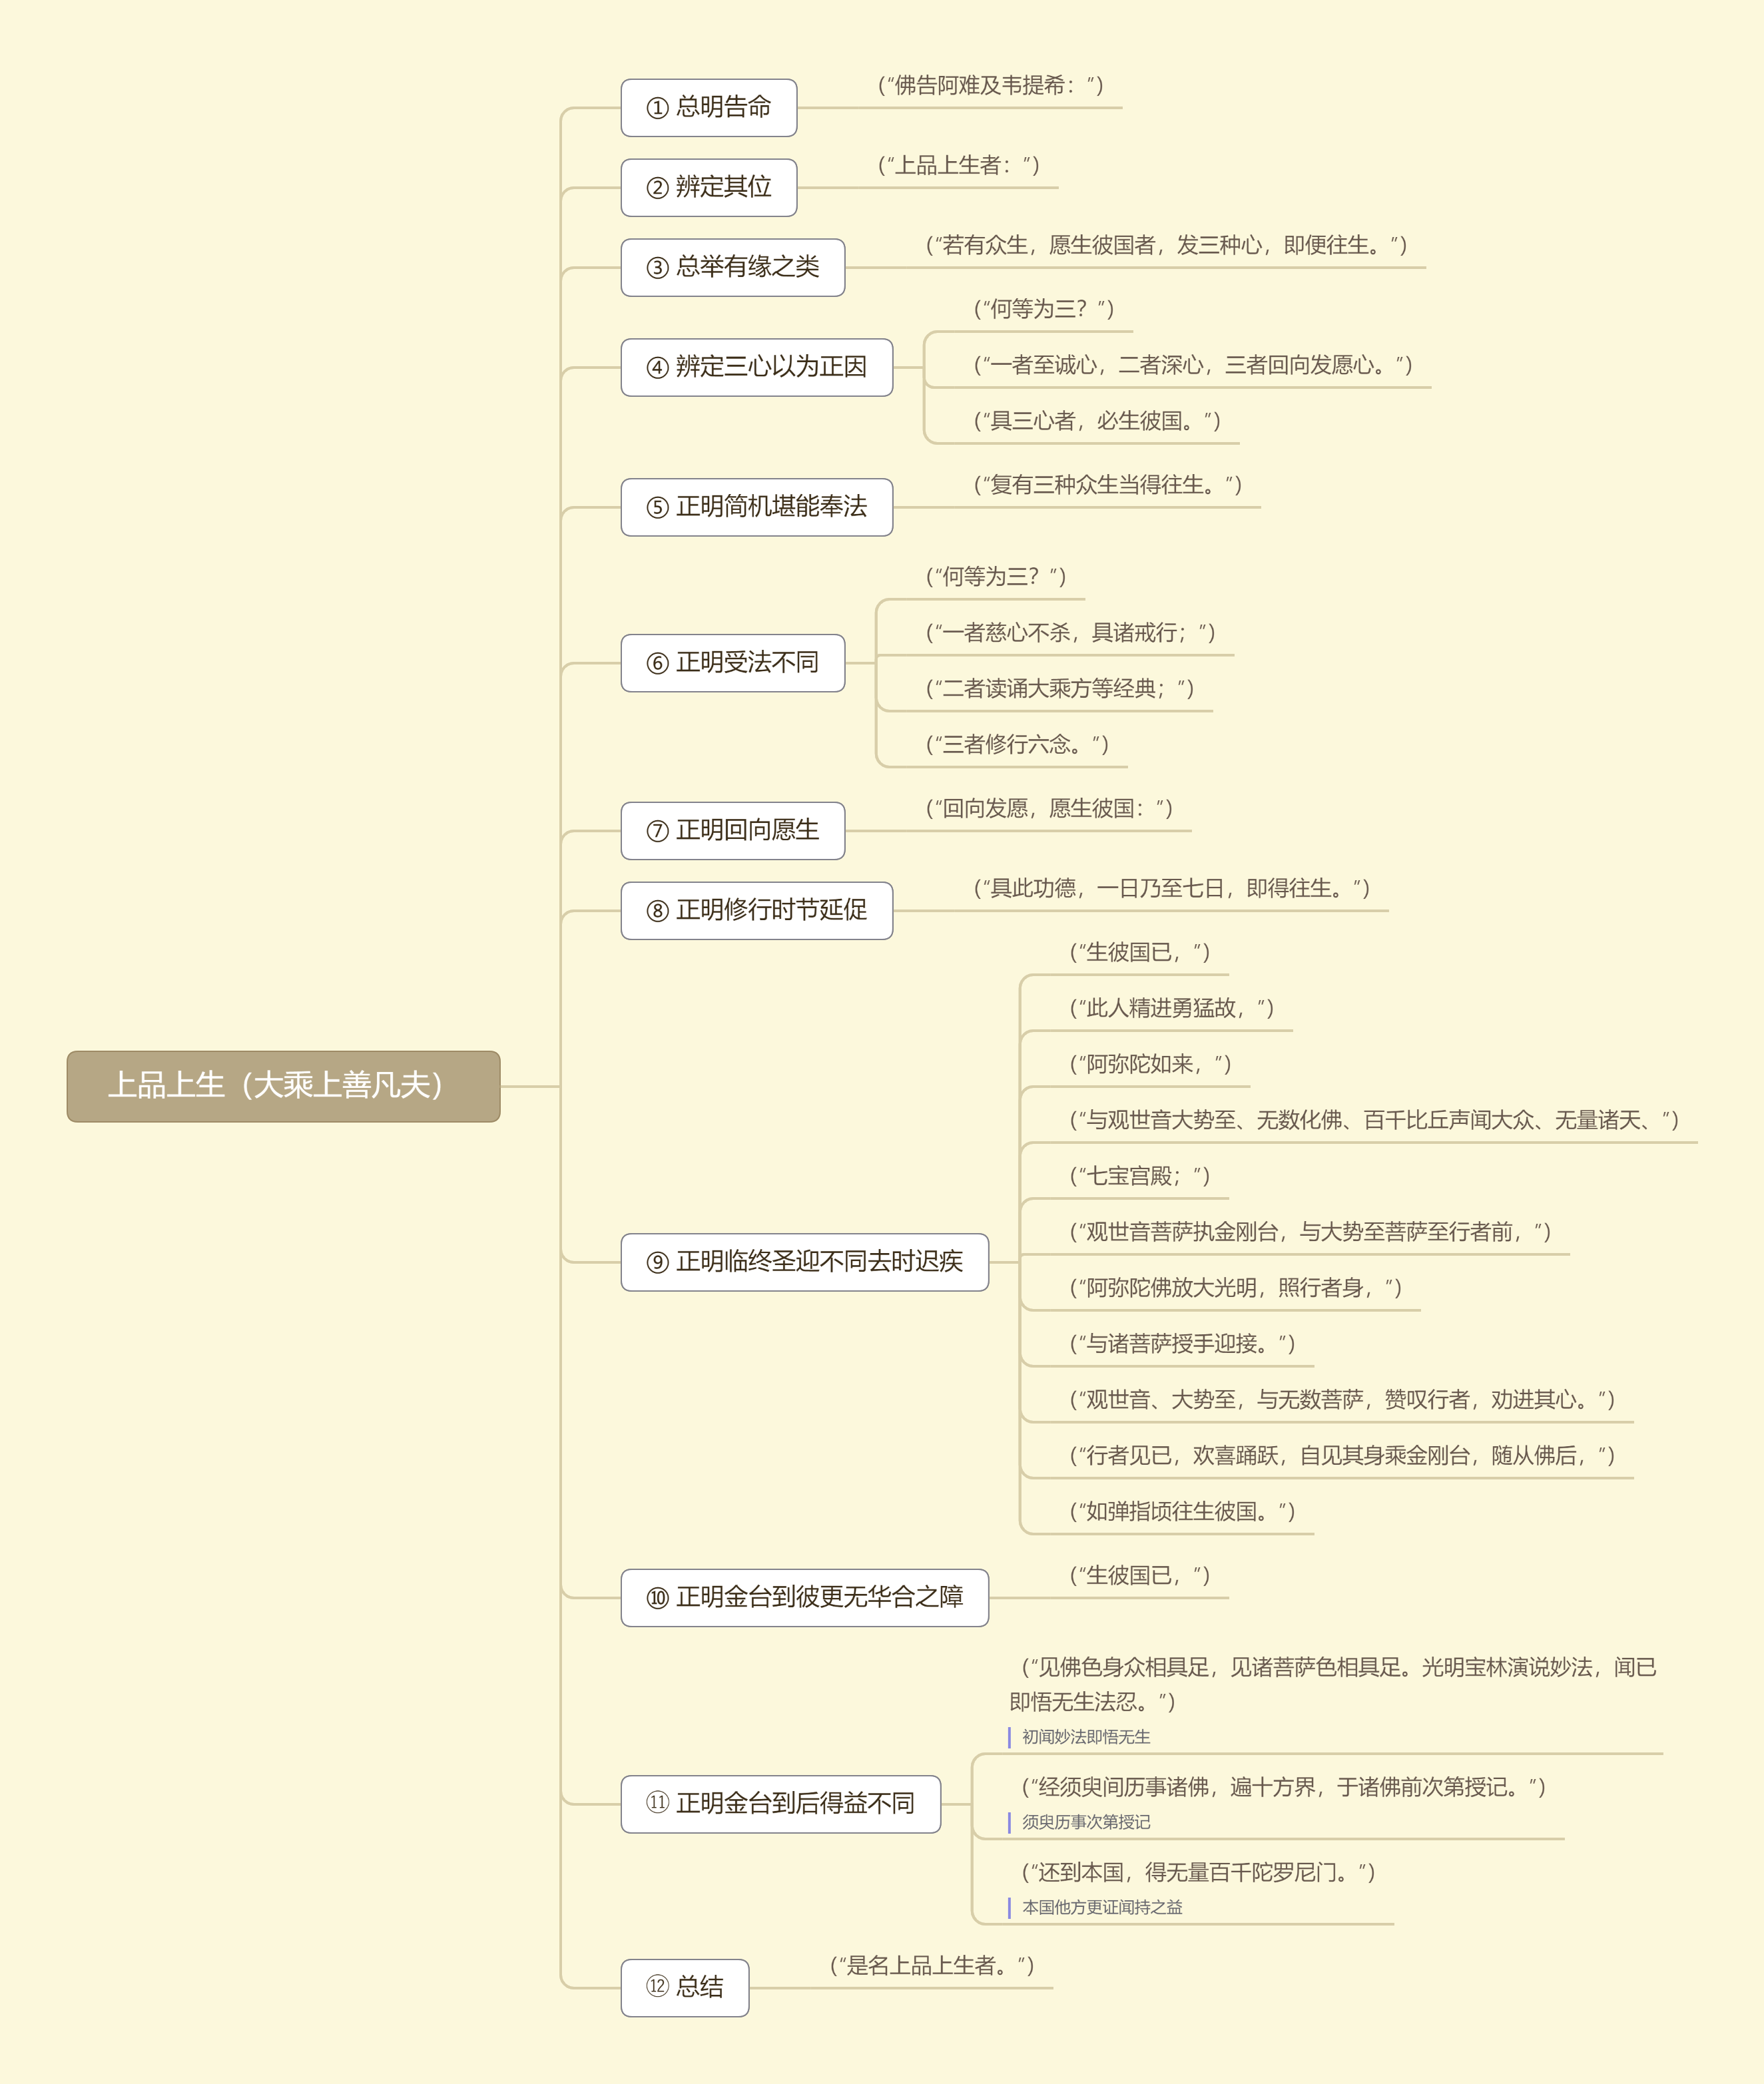 上品上生（大乘上善凡夫）
① 总明告命
（“佛告阿难及韦提希：”）
② 辨定其位
（“上品上生者：”）
③ 总举有缘之类
（“若有众生，愿生彼国者，发三种心，即便往生。”）
④ 辨定三心以为正因
（“何等为三？”）
（“一者至诚心，二者深心，三者回向发愿心。”）
（“具三心者，必生彼国。”）
⑤ 正明简机堪能奉法
（“复有三种众生当得往生。”）
⑥ 正明受法不同
（“何等为三？”）
（“一者慈心不杀，具诸戒行；”）
（“二者读诵大乘方等经典；”）
（“三者修行六念。”）
⑦ 正明回向愿生
（“回向发愿，愿生彼国：”）
⑧ 正明修行时节延促
（“具此功德，一日乃至七日，即得往生。”）
⑨ 正明临终圣迎不同去时迟疾
（“生彼国已，”）
（“此人精进勇猛故，”）
（“阿弥陀如来，”）
（“与观世音大势至、无数化佛、百千比丘声闻大众、无量诸天、”）
（“七宝宫殿；”）
（“观世音菩萨执金刚台，与大势至菩萨至行者前，”）
（“阿弥陀佛放大光明，照行者身，”）
（“与诸菩萨授手迎接。”）
（“观世音、大势至，与无数菩萨，赞叹行者，劝进其心。”）
（“行者见已，欢喜踊跃，自见其身乘金刚台，随从佛后，”）
（“如弹指顷往生彼国。”）
⑩ 正明金台到彼更无华合之障
（“生彼国已，”）
⑪ 正明金台到后得益不同
（“见佛色身众相具足，见诸菩萨色相具足。光明宝林演说妙法，闻已
即悟无生法忍。”）
初闻妙法即悟无生
（“经须臾间历事诸佛，遍十方界，于诸佛前次第授记。”）
须臾历事次第授记
（“还到本国，得无量百千陀罗尼门。”）
本国他方更证闻持之益
⑫ 总结
（“是名上品上生者。”）